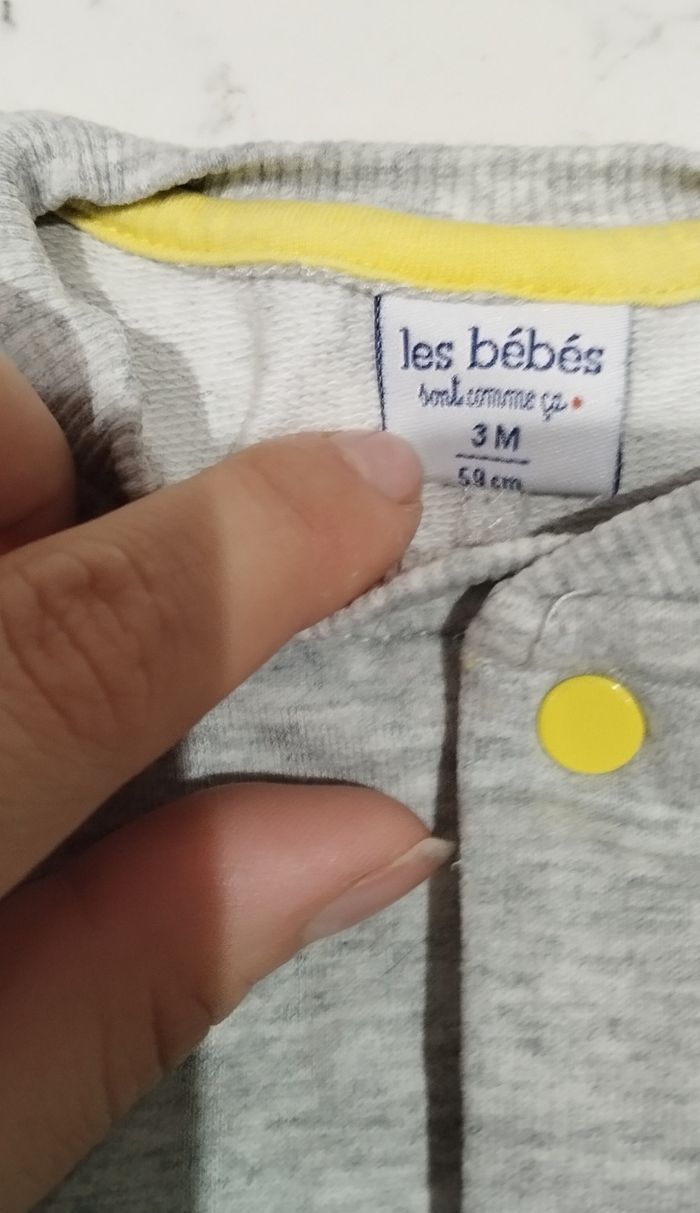 les bébés
sont comme ça
3 M
59 cm